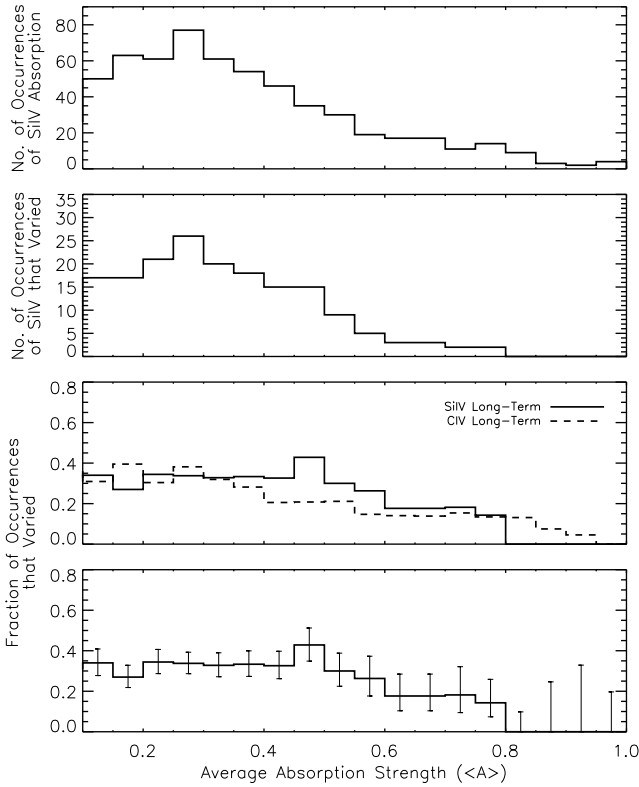 No. of Occurrences
of SiIV Absorption
80
60
40
20
0
No. of Occurrences
of SiIV that Varied
35
30
25
20
15
10
5
0
Fraction of Occurrences
that Varied
0.8
0.6
0.4
0.2
0.0
SiIV Long-Term
CIV Long-Term
0.8
0.6
0.4
0.2
0.0
0.2 0.4 0.6 0.8 1.0
Average Absorption Strength (<A>)